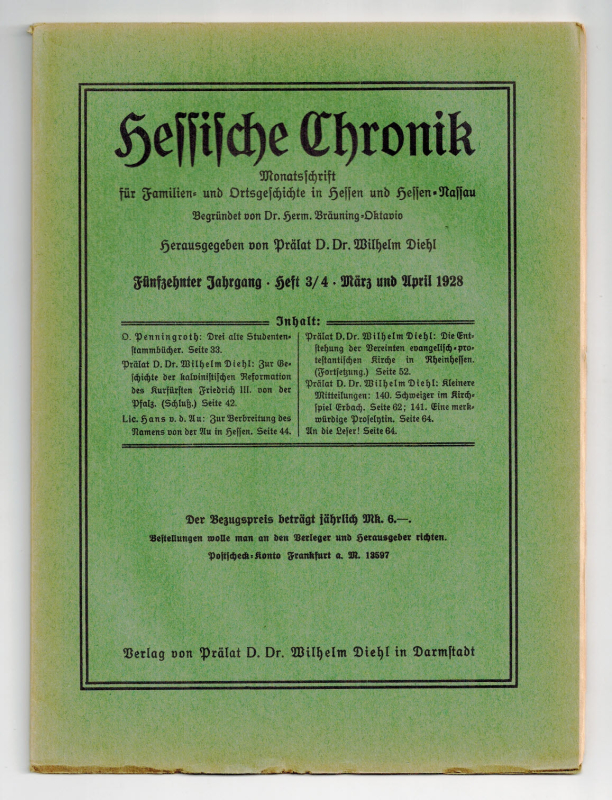 Hessische Chronik
Monatsschrift
für Familien- und Ortsgeschichte in Hessen und Hessen-Nassau
Begründet von Dr. Herm. Bräuning-Oktavio
Herausgegeben von Prälat D. Dr. Wilhelm Diehl
Fünfzehnter Jahrgang · Heft 3/4 · März und April 1928
Inhalt:
O. Penningroth: Drei alte Studenten-
stammbücher. Seite 33.
Prälat D. Dr. Wilhelm Diehl: Zur Ge-
schichte der kalvinistischen Reformation
des Kurfürsten Friedrich III. von der
Pfalz. (Schluß.) Seite 42.
Lic. Hans v. d. Au: Zur Verbreitung des
Namens von der Au in Hessen. Seite 44.
Prälat D. Dr. Wilhelm Diehl: Die Ent-
stehung der Vereinten evangelisch-pro-
testantischen Kirche in Rheinhessen.
(Fortsetzung.) Seite 52.
Prälat D. Dr. Wilhelm Diehl: Kleinere
Mitteilungen: 140. Schweizer im Kirch-
spiel Erbach. Seite 62; 141. Eine merk-
würdige Proselytin. Seite 64.
An die Leser! Seite 64.
Der Bezugspreis beträgt jährlich Mk. 6.—.
Bestellungen wolle man an den Verleger und Herausgeber richten.
Postscheck-Konto Frankfurt a. M. 13597
Verlag von Prälat D. Dr. Wilhelm Diehl in Darmstadt